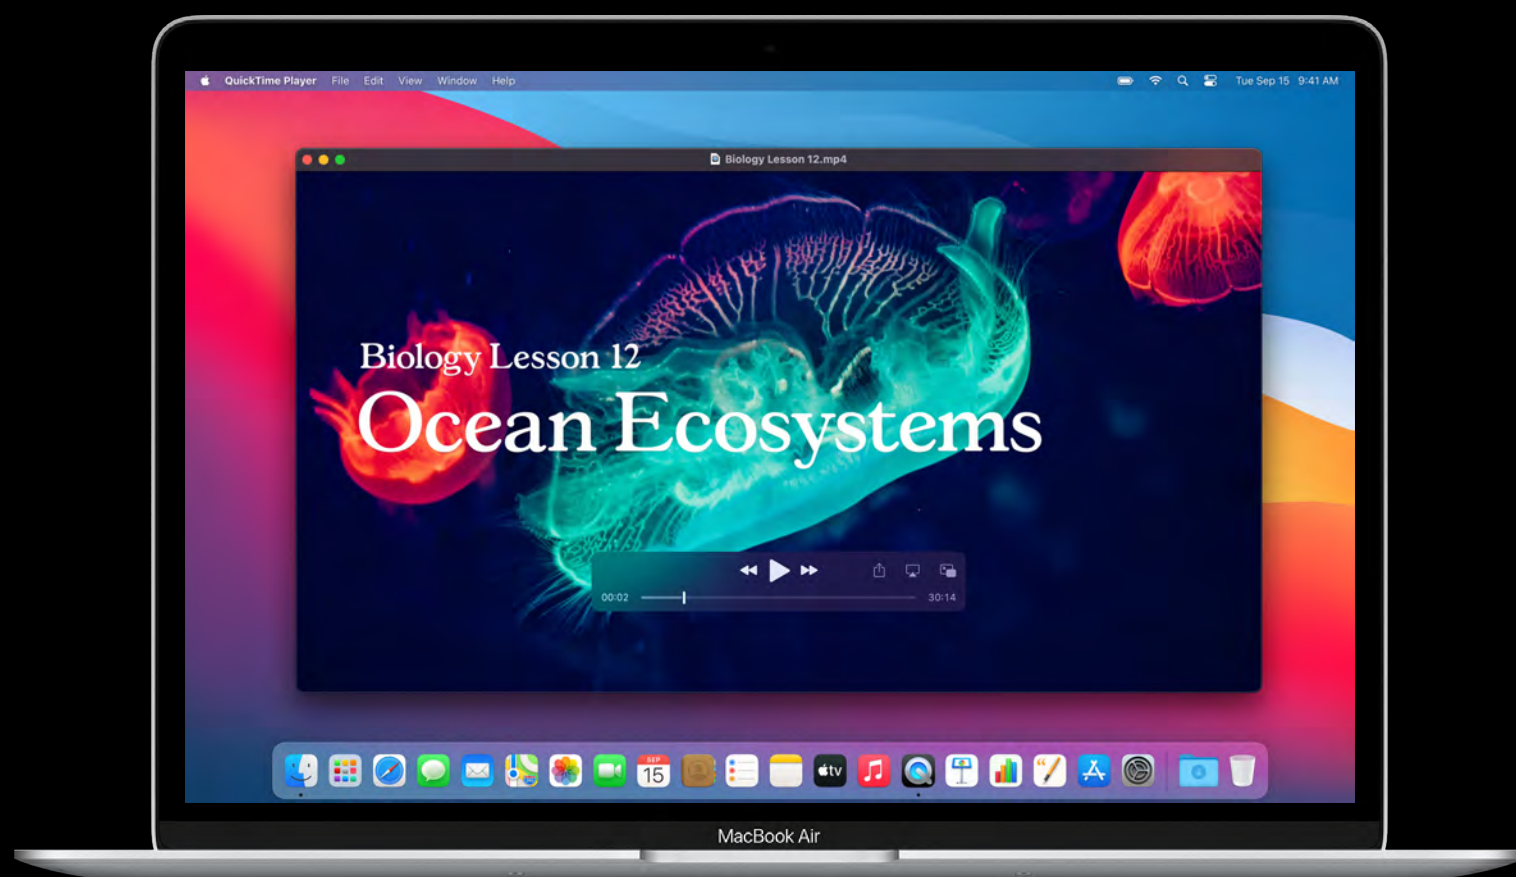 QuickTime Player File Edit View Window Help Tue Sep 15 9:41 AM
Biology Lesson 12.mp4
Biology Lesson 12
Ocean Ecosystems
00:02 30:14
SEP
15
tv
MacBook Air